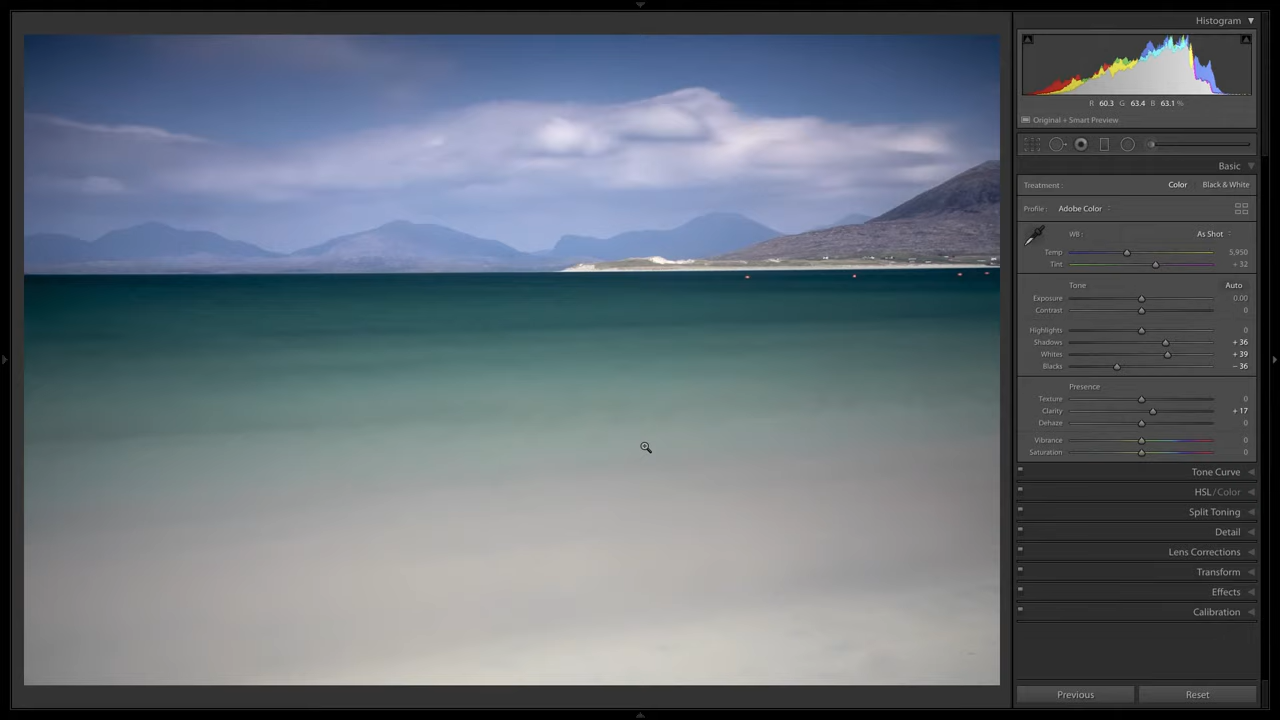 Histogram
R 60.3 G 63.4 B 63.1 %
Original + Smart Preview
Basic
Treatment : Color Black & White
Profile : Adobe Color
WB : As Shot
Temp 5,950
Tint + 32
Tone Auto
Exposure 0.00
Contrast 0
Highlights 0
Shadows + 36
Whites + 39
Blacks − 36
Presence
Texture 0
Clarity + 17
Dehaze 0
Vibrance 0
Saturation 0
Tone Curve
HSL / Color
Split Toning
Detail
Lens Corrections
Transform
Effects
Calibration
Previous Reset